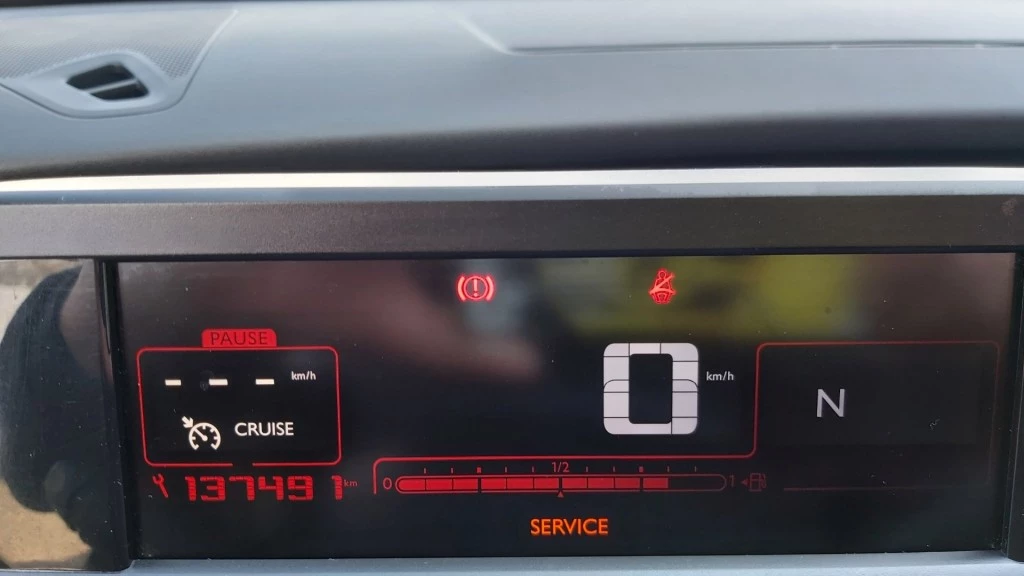 PAUSE
- - - km/h
CRUISE
0 km/h
N
137491 km
0 1/2 1
SERVICE